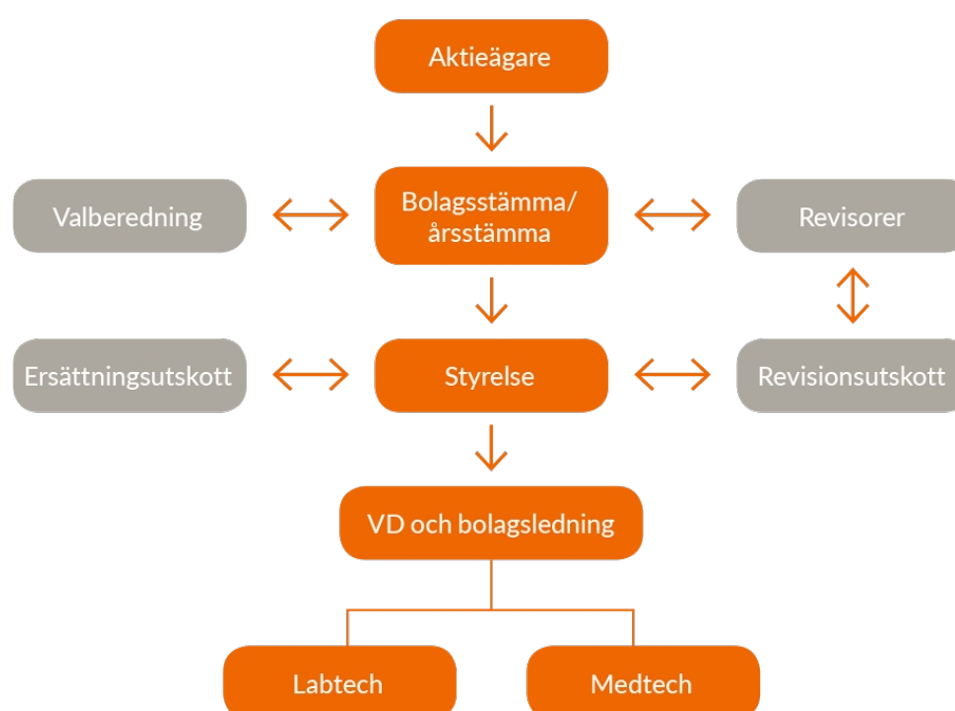 Aktieägare
Valberedning
Bolagsstämma/
årsstämma
Revisorer
Ersättningsutskott
Styrelse
Revisionsutskott
VD och bolagsledning
Labtech
Medtech